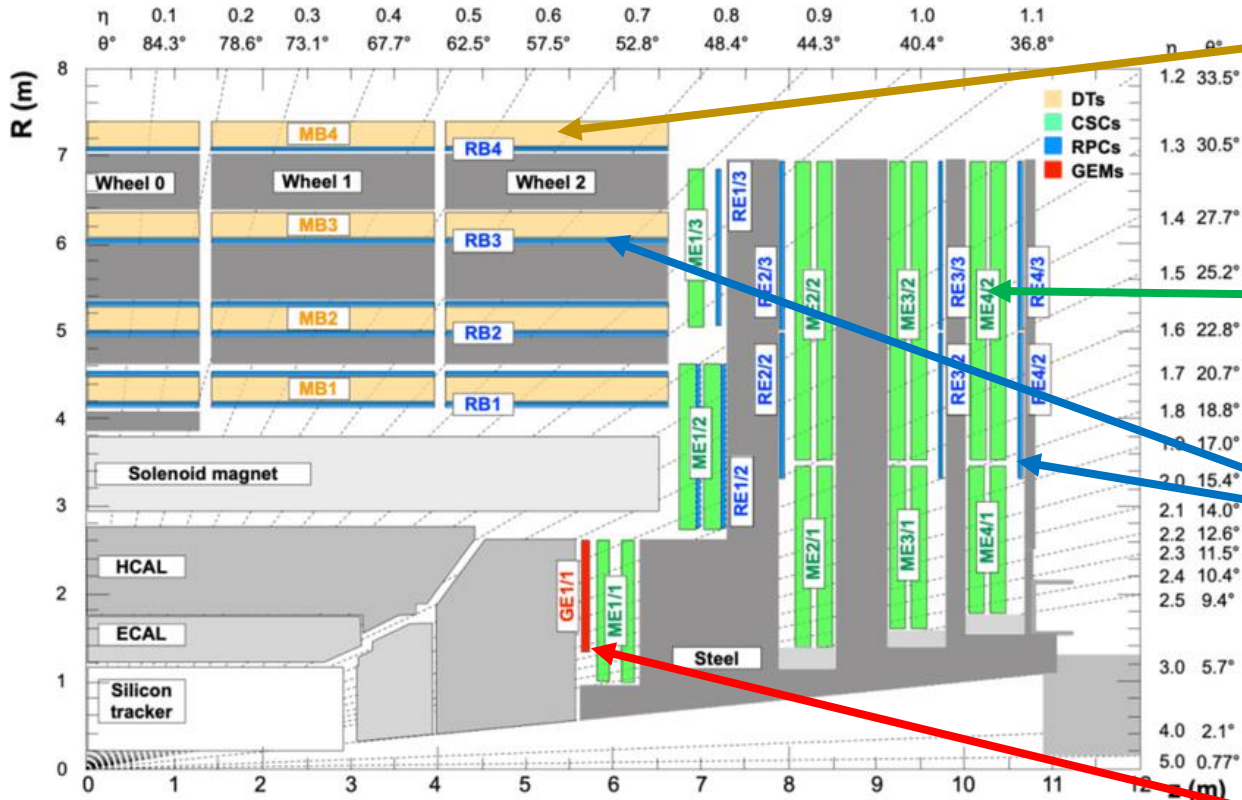 η 0.1 0.2 0.3 0.4 0.5 0.6 0.7 0.8 0.9 1.0 1.1
θ° 84.3° 78.6° 73.1° 67.7° 62.5° 57.5° 52.8° 48.4° 44.3° 40.4° 36.8° η θ°
R (m)
8
7
6
5
4
3
2
1
0
1.2 33.5°
1.3 30.5°
1.4 27.7°
1.5 25.2°
1.6 22.8°
1.7 20.7°
1.8 18.8°
1.9 17.0°
2.0 15.4°
2.1 14.0°
2.2 12.6°
2.3 11.5°
2.4 10.4°
2.5 9.4°
3.0 5.7°
4.0 2.1°
5.0 0.77°
DTs
CSCs
RPCs
GEMs
MB4
RB4
Wheel 0
Wheel 1
Wheel 2
MB3
RB3
MB2
RB2
MB1
RB1
Solenoid magnet
HCAL
ECAL
Silicon
tracker
Steel
GE1/1
ME1/1
ME1/2
RE1/2
ME1/3
RE1/3
RE2/3
RE2/2
ME2/2
ME2/1
ME3/2
ME3/1
RE3/3
RE3/2
ME4/2
ME4/1
RE4/3
RE4/2
0 1 2 3 4 5 6 7 8 9 10 11 12 z (m)